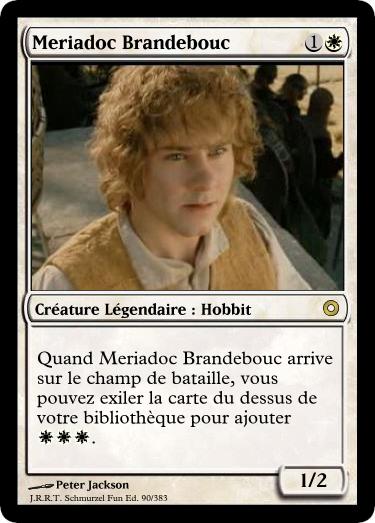 Meriadoc Brandebouc 1
Créature Légendaire : Hobbit
Quand Meriadoc Brandebouc arrive
sur le champ de bataille, vous
pouvez exiler la carte du dessus de
votre bibliothèque pour ajouter
.
Peter Jackson
1/2
J.R.R.T. Schmurzel Fun Ed. 90/383